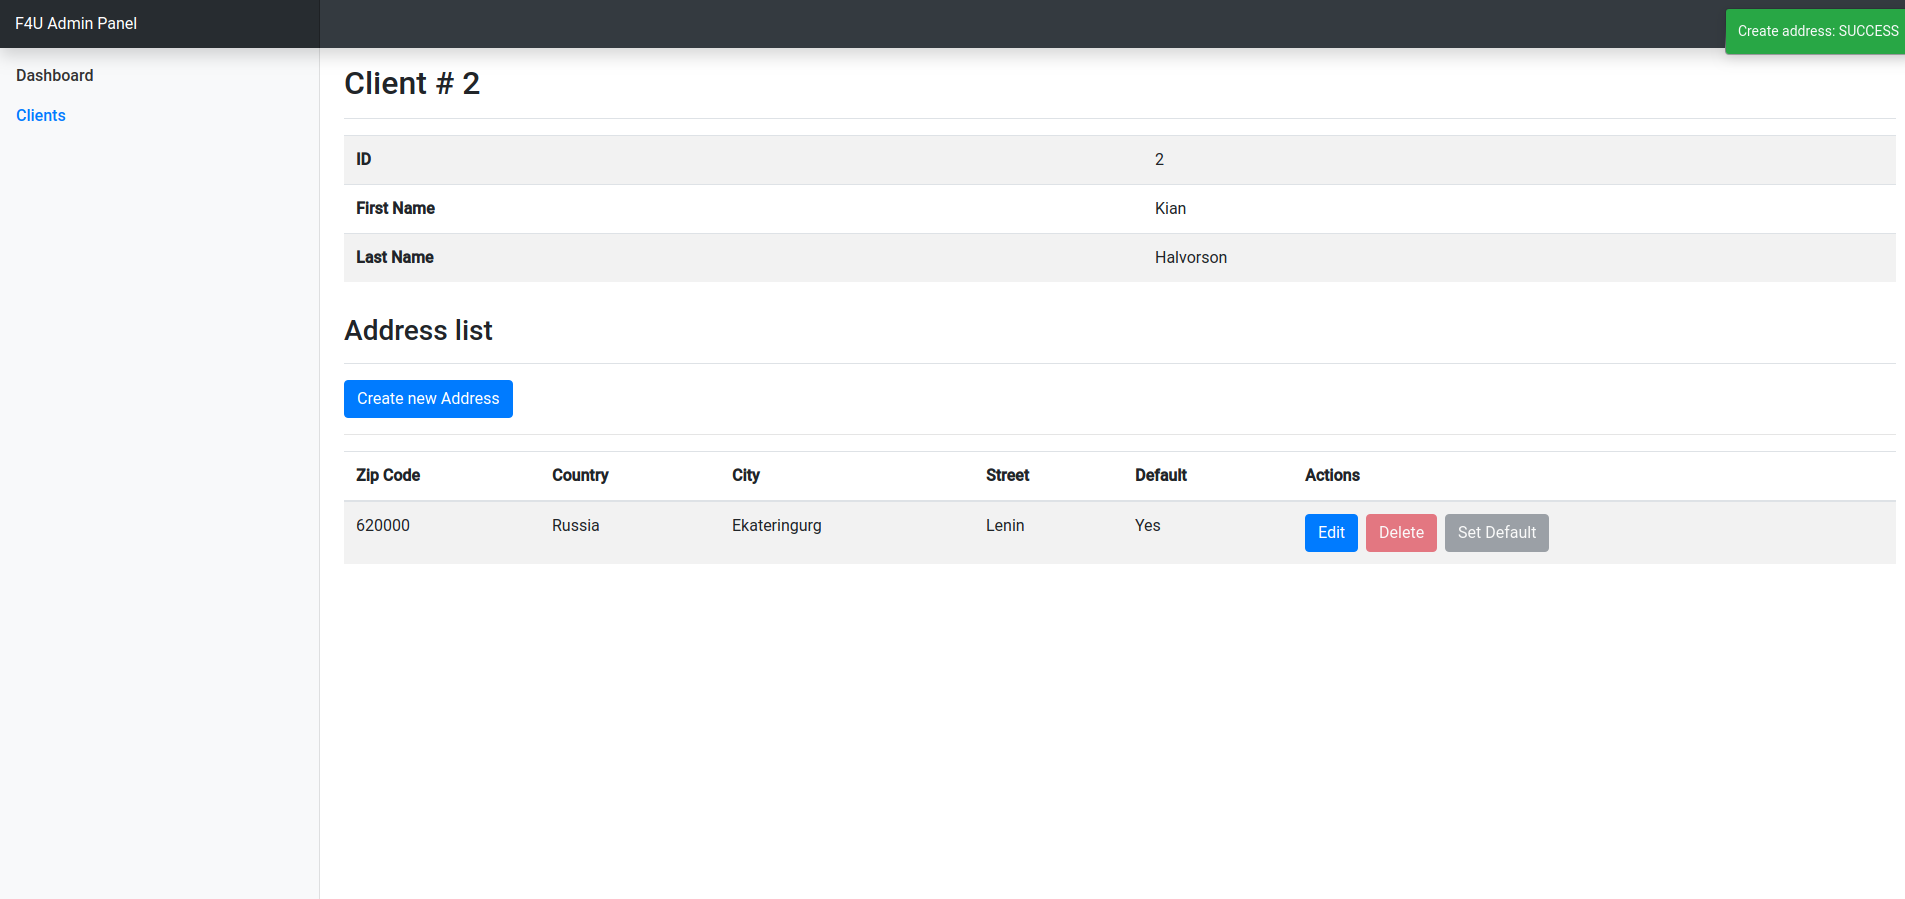 F4U Admin Panel
Create address: SUCCESS
Dashboard
Clients
Client # 2
ID 2
First Name Kian
Last Name Halvorson
Address list
Create new Address
Zip Code Country City Street Default Actions
620000 Russia Ekateringurg Lenin Yes Edit Delete Set Default